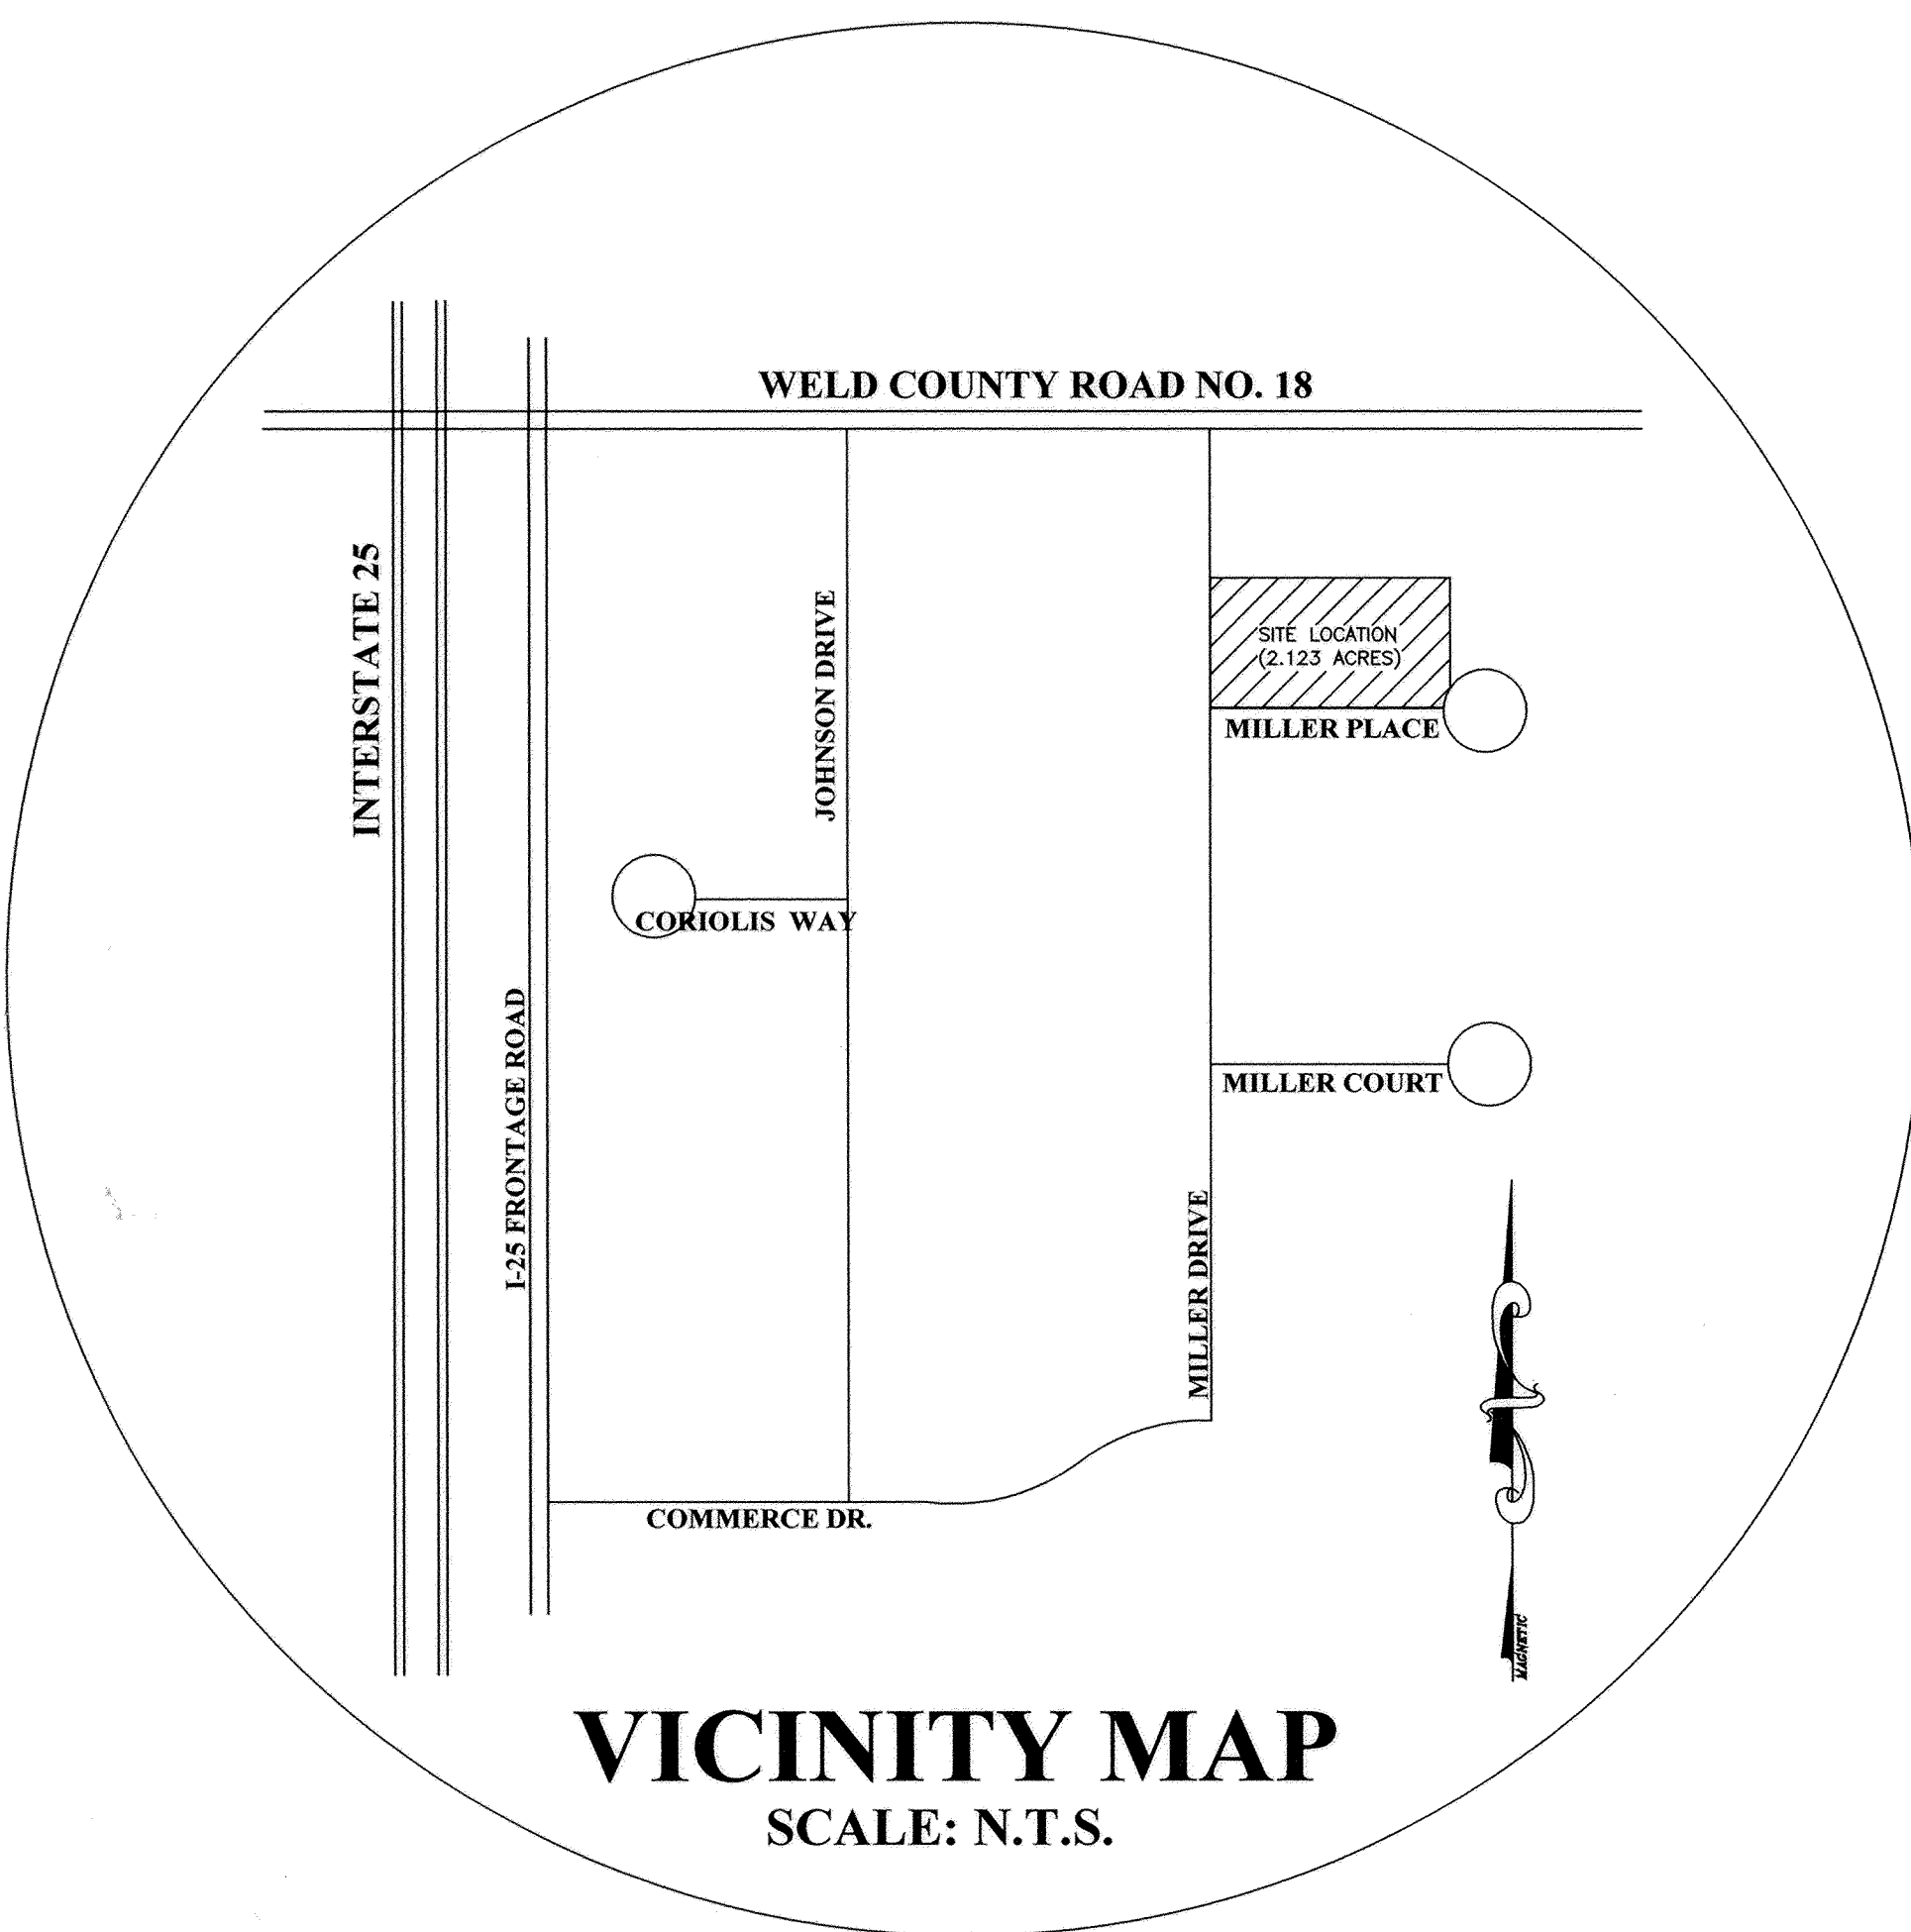 WELD COUNTY ROAD NO. 18
INTERSTATE 25
JOHNSON DRIVE
SITE LOCATION
(2.123 ACRES)
MILLER PLACE
CORIOLIS WAY
I-25 FRONTAGE ROAD
MILLER COURT
MILLER DRIVE
COMMERCE DR.
MAGNETIC
VICINITY MAP
SCALE: N.T.S.